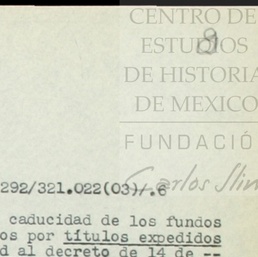 CENTRO DE
ESTUDIOS
8
DE HISTORIA
DE MEXICO
FUNDACIÓ
Carlos Slim
292/321.022(03)/.6
caducidad de los fundos
os por títulos expedidos
d al decreto de 14 de --